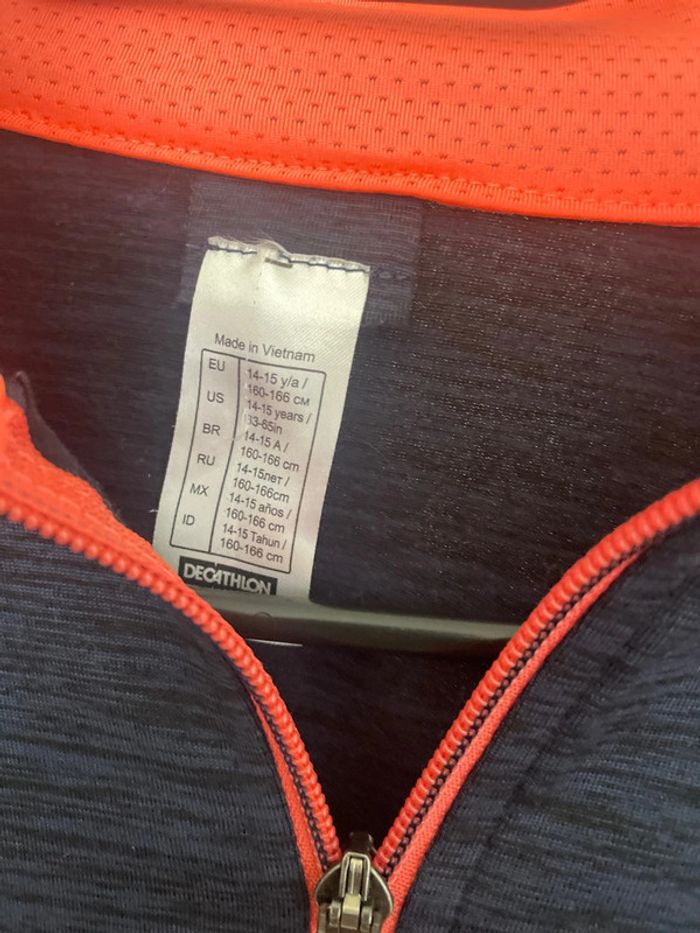 Made in Vietnam
EU 14-15 y/a /
160-166 см
US 14-15 years /
63-65in
BR 14-15 A /
160-166 cm
RU 14-15лет /
160-166cm
MX 14-15 años /
160-166 cm
ID 14-15 Tahun /
160-166 cm
DECATHLON